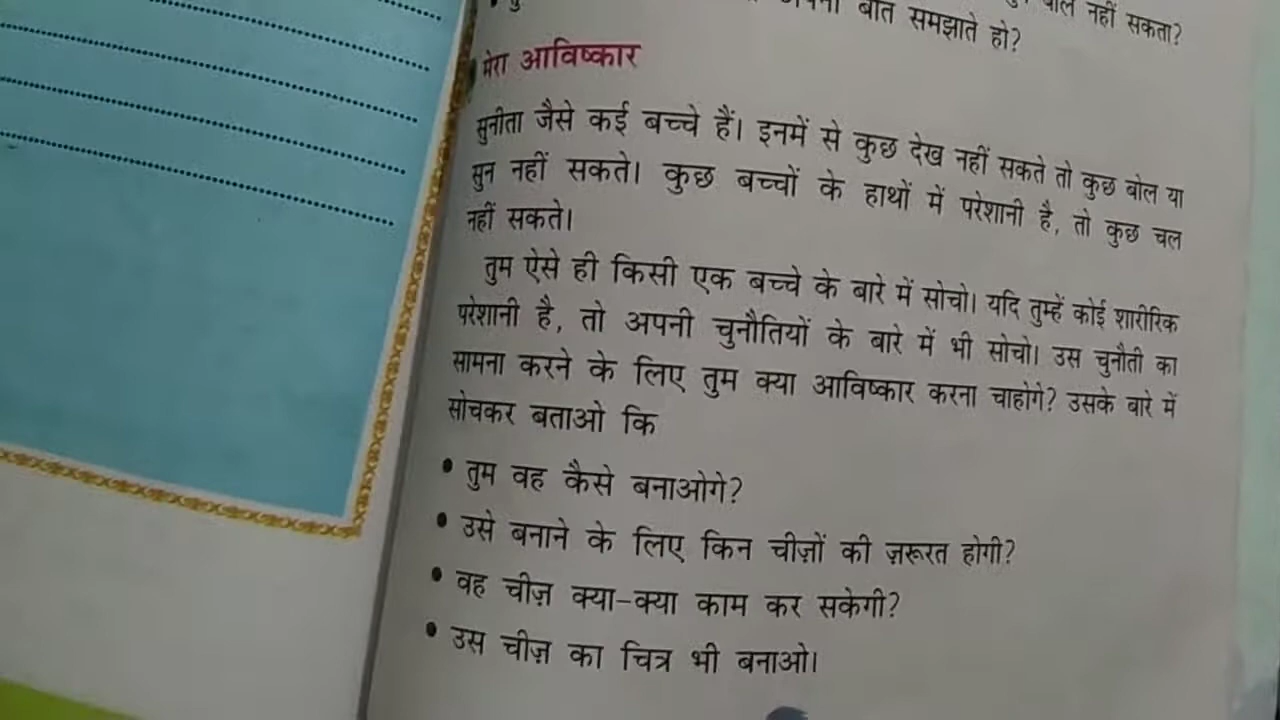 बात समझाते हो?
नहीं सकता?
मेरा आविष्कार
सुनीता जैसे कई बच्चे हैं। इनमें से कुछ देख नहीं सकते तो कुछ बोल या
सुन नहीं सकते। कुछ बच्चों के हाथों में परेशानी है, तो कुछ चल
नहीं सकते।
तुम ऐसे ही किसी एक बच्चे के बारे में सोचो। यदि तुम्हें कोई शारीरिक
परेशानी है, तो अपनी चुनौतियों के बारे में भी सोचो। उस चुनौती का
सामना करने के लिए तुम क्या आविष्कार करना चाहोगे? उसके बारे में
सोचकर बताओ कि
• तुम वह कैसे बनाओगे?
• उसे बनाने के लिए किन चीज़ों की ज़रूरत होगी?
• वह चीज़ क्या-क्या काम कर सकेगी?
• उस चीज़ का चित्र भी बनाओ।